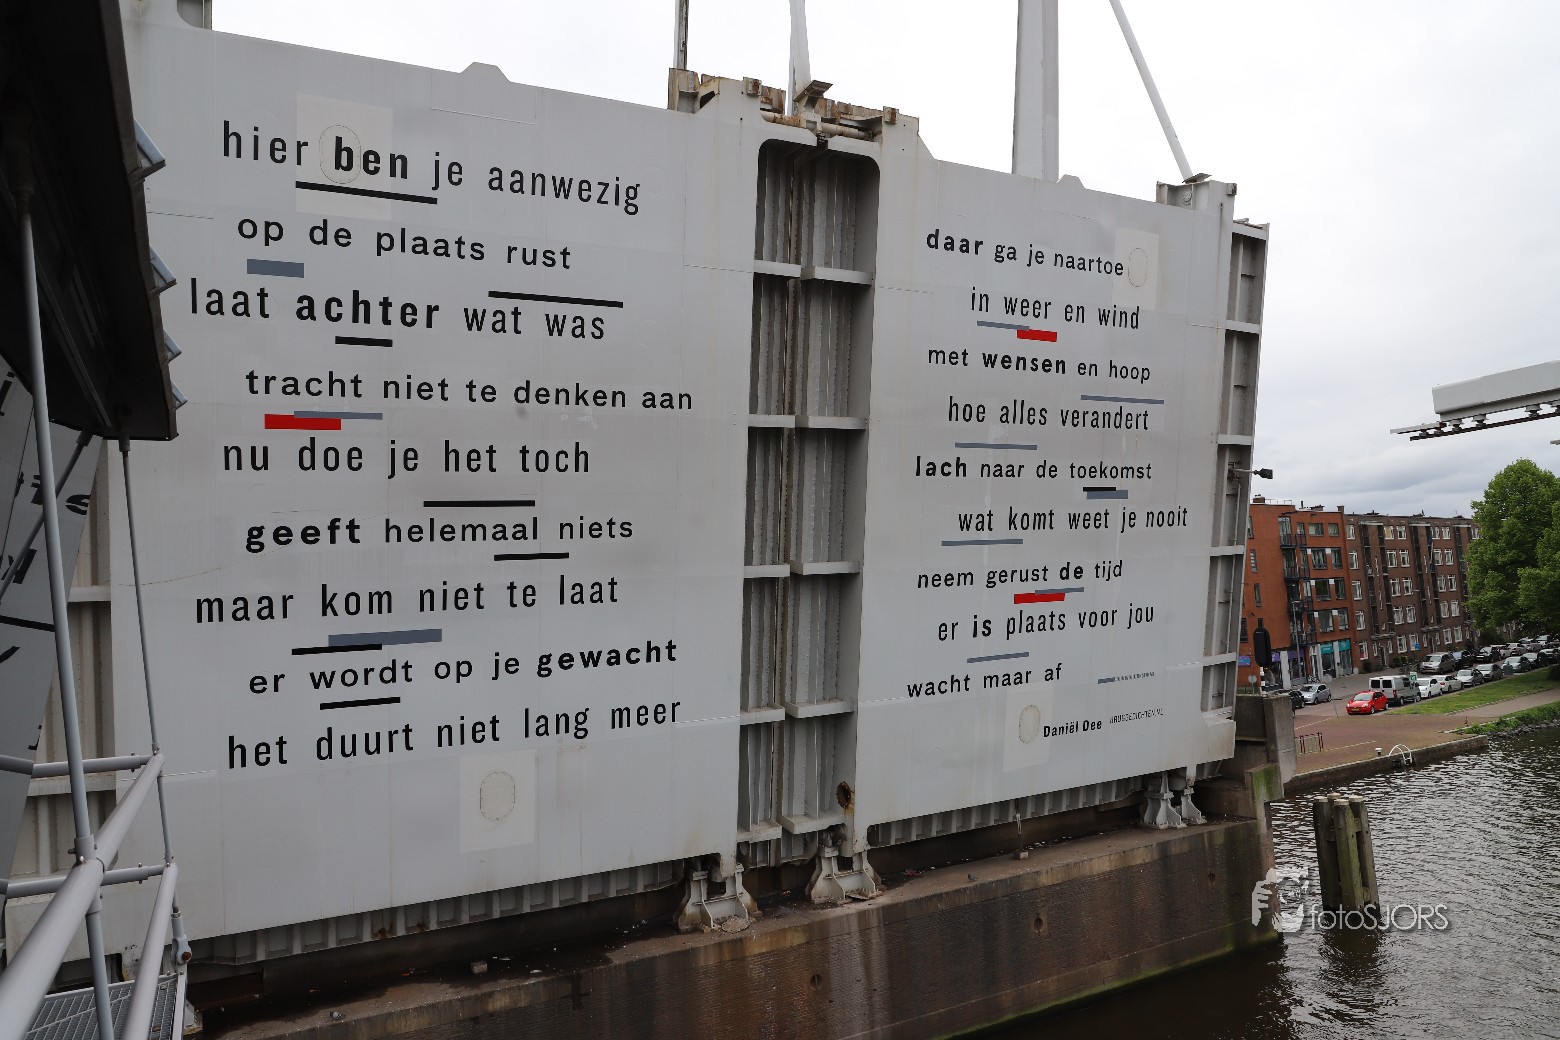 hier ben je aanwezig
op de plaats rust
laat achter wat was
tracht niet te denken aan
nu doe je het toch
geeft helemaal niets
maar kom niet te laat
er wordt op je gewacht
het duurt niet lang meer
daar ga je naartoe
in weer en wind
met wensen en hoop
hoe alles verandert
lach naar de toekomst
wat komt weet je nooit
neem gerust de tijd
er is plaats voor jou
wacht maar af
Daniël Dee
fotoSJORS